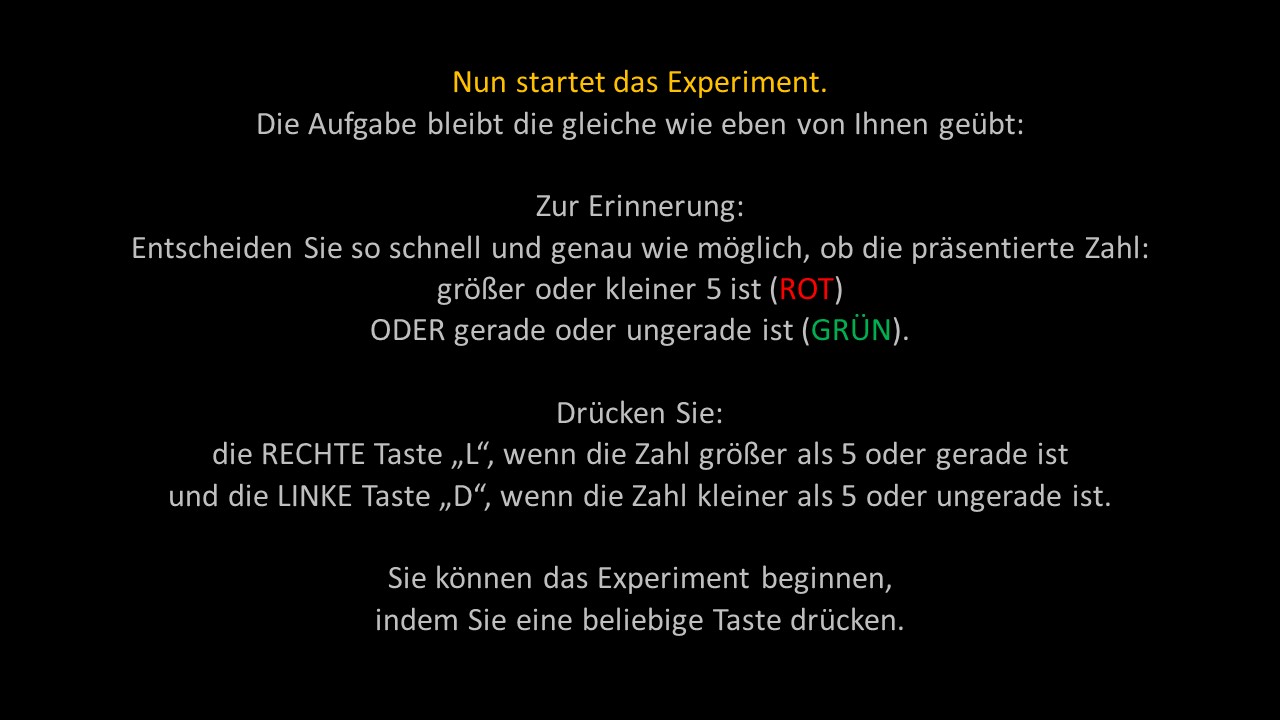 Nun startet das Experiment.
Die Aufgabe bleibt die gleiche wie eben von Ihnen geübt:
Zur Erinnerung:
Entscheiden Sie so schnell und genau wie möglich, ob die präsentierte Zahl:
größer oder kleiner 5 ist (ROT)
ODER gerade oder ungerade ist (GRÜN).
Drücken Sie:
die RECHTE Taste „L“, wenn die Zahl größer als 5 oder gerade ist
und die LINKE Taste „D“, wenn die Zahl kleiner als 5 oder ungerade ist.
Sie können das Experiment beginnen,
indem Sie eine beliebige Taste drücken.